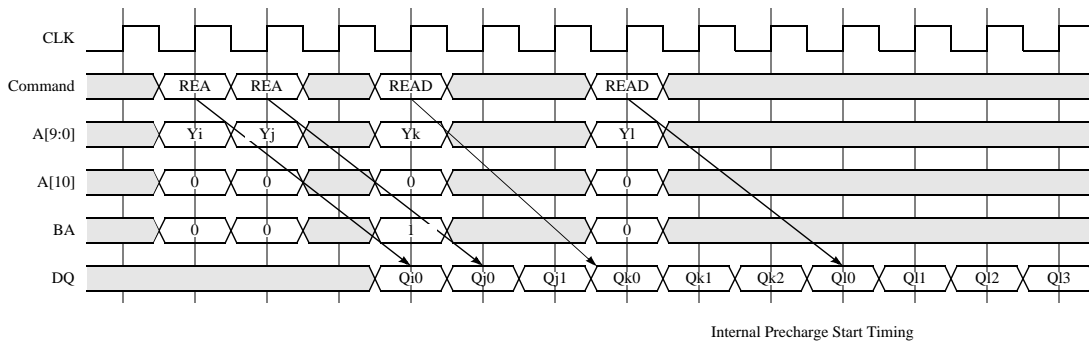 CLK
Command REA REA READ READ
A[9:0] Yi Yj Yk Yl
A[10] 0 0 0 0
BA 0 0 1 0
DQ Qi0 Qj0 Qj1 Qk0 Qk1 Qk2 Ql0 Ql1 Ql2 Ql3
Internal Precharge Start Timing